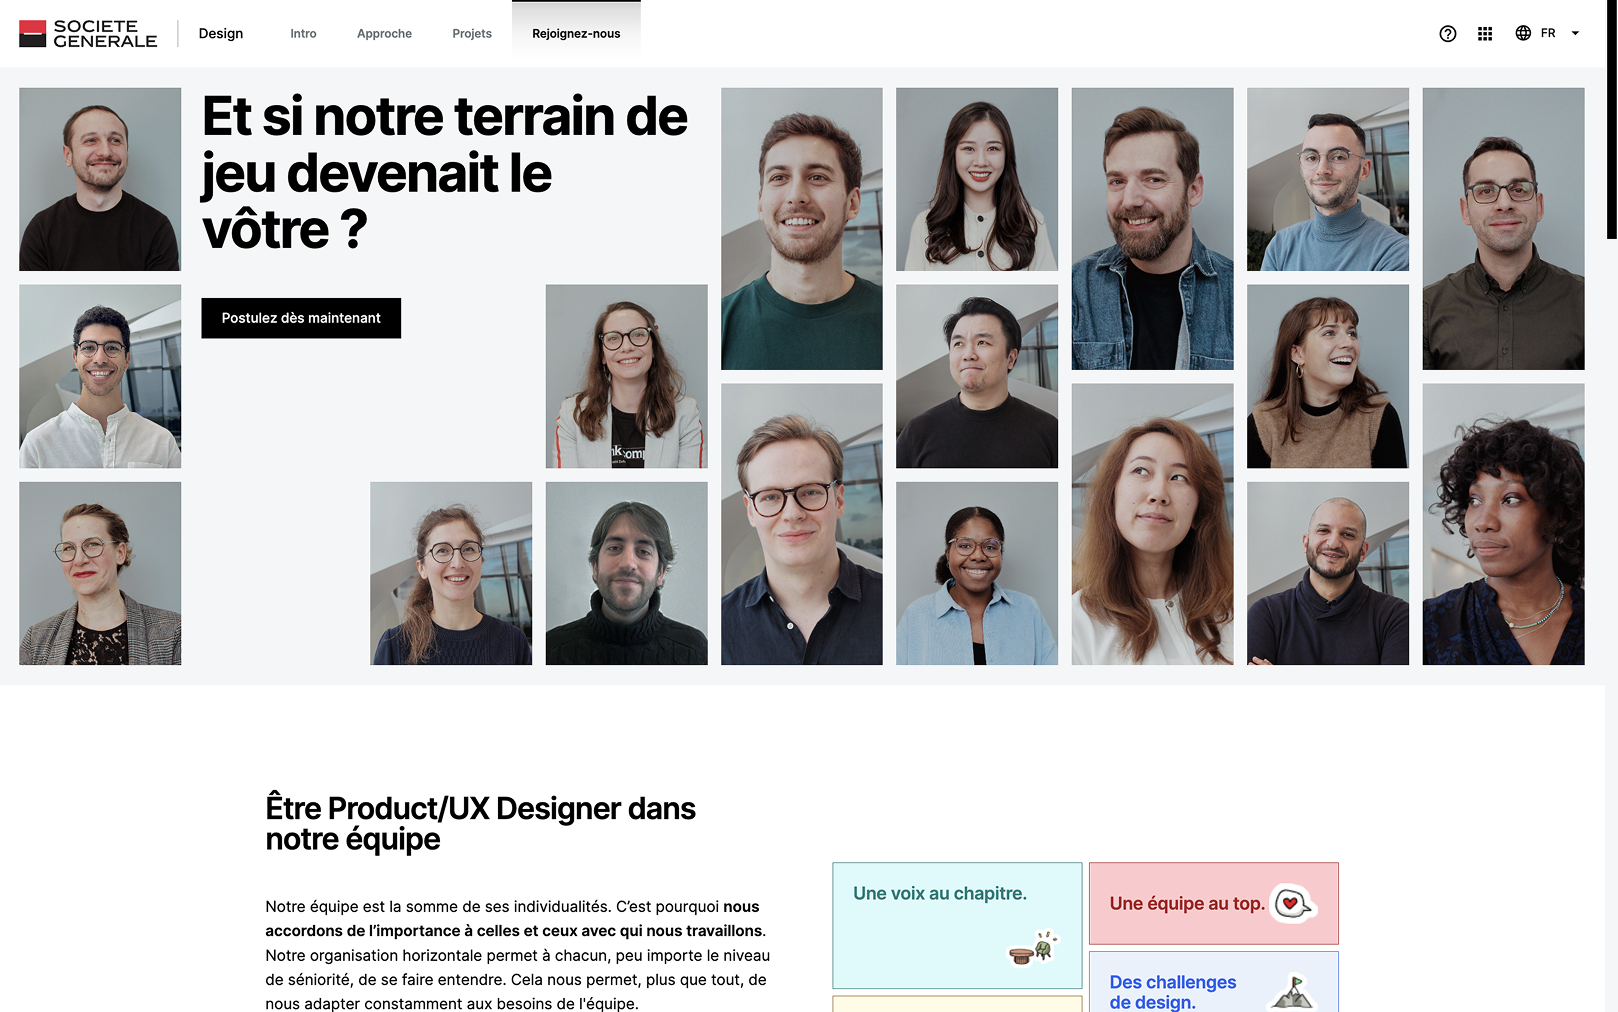 SOCIETE
GENERALE
Design
Intro
Approche
Projets
Rejoignez-nous
FR
Et si notre terrain de
jeu devenait le
vôtre ?
Postulez dès maintenant
Être Product/UX Designer dans
notre équipe
Notre équipe est la somme de ses individualités. C’est pourquoi nous
accordons de l’importance à celles et ceux avec qui nous travaillons.
Notre organisation horizontale permet à chacun, peu importe le niveau
de séniorité, de se faire entendre. Cela nous permet, plus que tout, de
nous adapter constamment aux besoins de l'équipe.
Une voix au chapitre.
Une équipe au top.
Des challenges
de design.